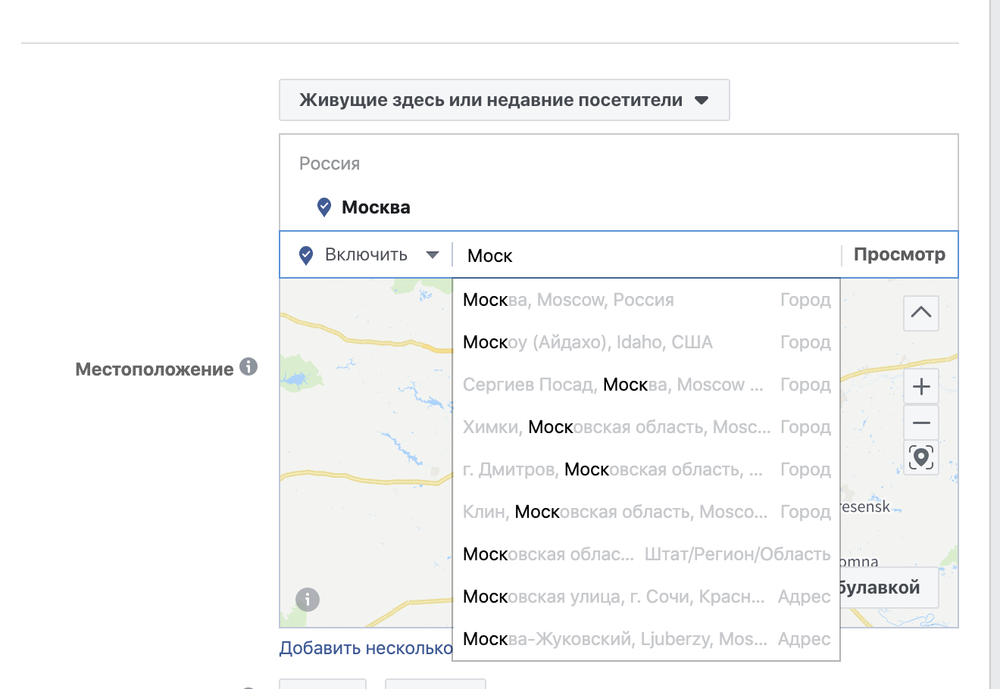 Живущие здесь или недавние посетители
Россия
Москва
Включить Моск Просмотр
Москва, Moscow, Россия Город
Москоу (Айдахо), Idaho, США Город
Сергиев Посад, Москва, Moscow ... Город
Химки, Московская область, Mosc... Город
г. Дмитров, Московская область, ... Город
Клин, Московская область, Mosco... Город
Московская облас... Штат/Регион/Область
Московская улица, г. Сочи, Красн... Адрес
Москва-Жуковский, Ljuberzy, Mos... Адрес
Местоположение
resensk
omna
булавкой
Добавить несколько